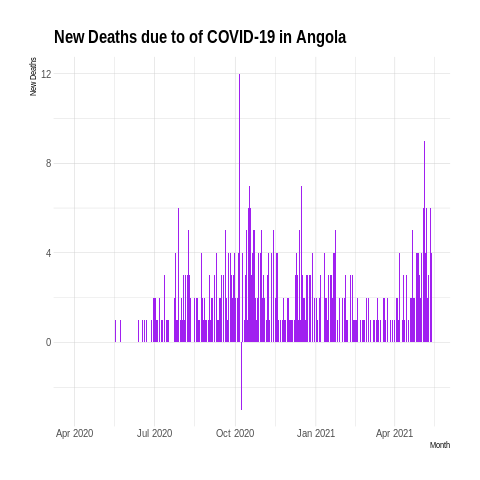 New Deaths due to of COVID-19 in Angola
New Deaths
12
8
4
0
Apr 2020 Jul 2020 Oct 2020 Jan 2021 Apr 2021
Month